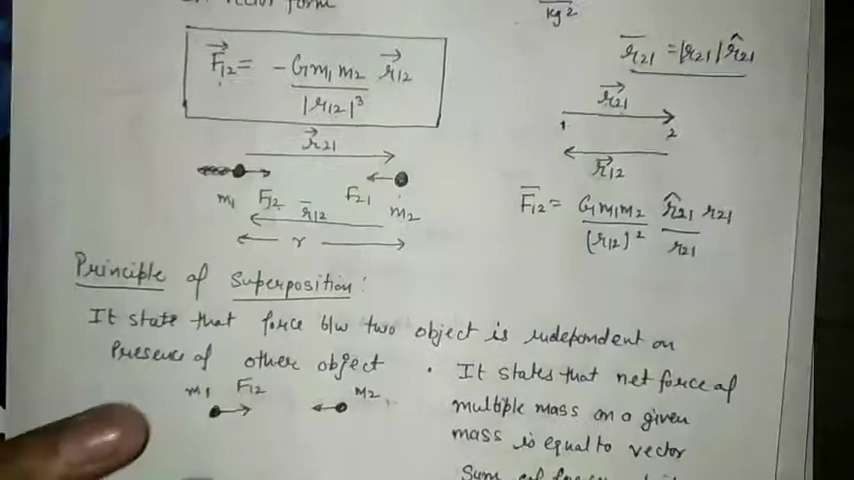 vector form
kg²
F⃗12 = - Gm1m2 / |r12|³ r⃗12
r̅21 = |r21| r̂21
r⃗21
1 2
r⃗12
r⃗21
m1 F12 F21 m2
r̅12
r
F̅12 = Gm1m2 / (r12)² r̂21 r21 / r21
Principle of Superposition:
It state that force b/w two object is independent on
Presence of other object
m1 F12 m2
• It states that net force of
multiple mass on a given
mass is equal to vector
Sum of